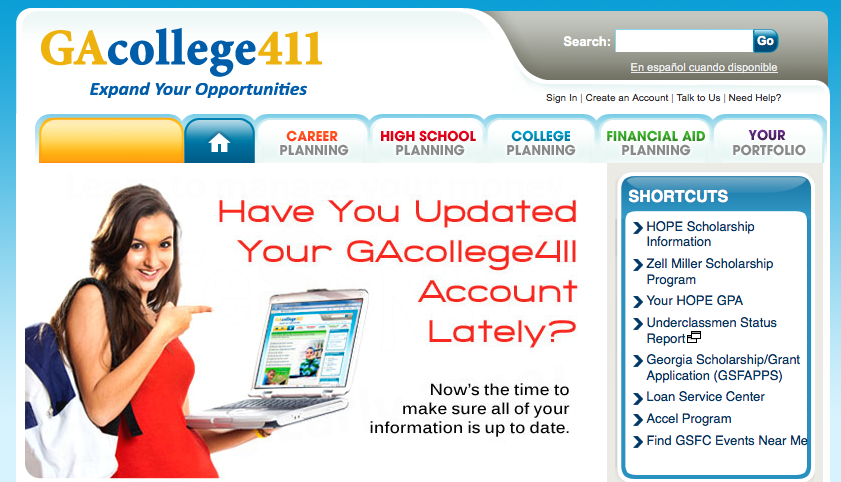 GAcollege411
Expand Your Opportunities
Search:
Go
En español cuando disponible
Sign In | Create an Account | Talk to Us | Need Help?
CAREER
PLANNING
HIGH SCHOOL
PLANNING
COLLEGE
PLANNING
FINANCIAL AID
PLANNING
YOUR
PORTFOLIO
Have You Updated
Your GAcollege411
Account
Lately?
Now's the time to
make sure all of your
information is up to date.
SHORTCUTS
HOPE Scholarship
Information
Zell Miller Scholarship
Program
Your HOPE GPA
Underclassmen Status
Report
Georgia Scholarship/Grant
Application (GSFAPPS)
Loan Service Center
Accel Program
Find GSFC Events Near Me